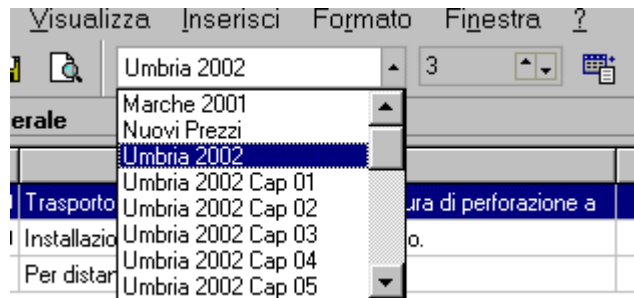 Visualizza Inserisci Formato Finestra ?
Umbria 2002 3
erale
Marche 2001
Nuovi Prezzi
Umbria 2002
Umbria 2002 Cap 01
Umbria 2002 Cap 02
Umbria 2002 Cap 03
Umbria 2002 Cap 04
Umbria 2002 Cap 05
Trasporto ura di perforazione a
Installazio o.
Per distan